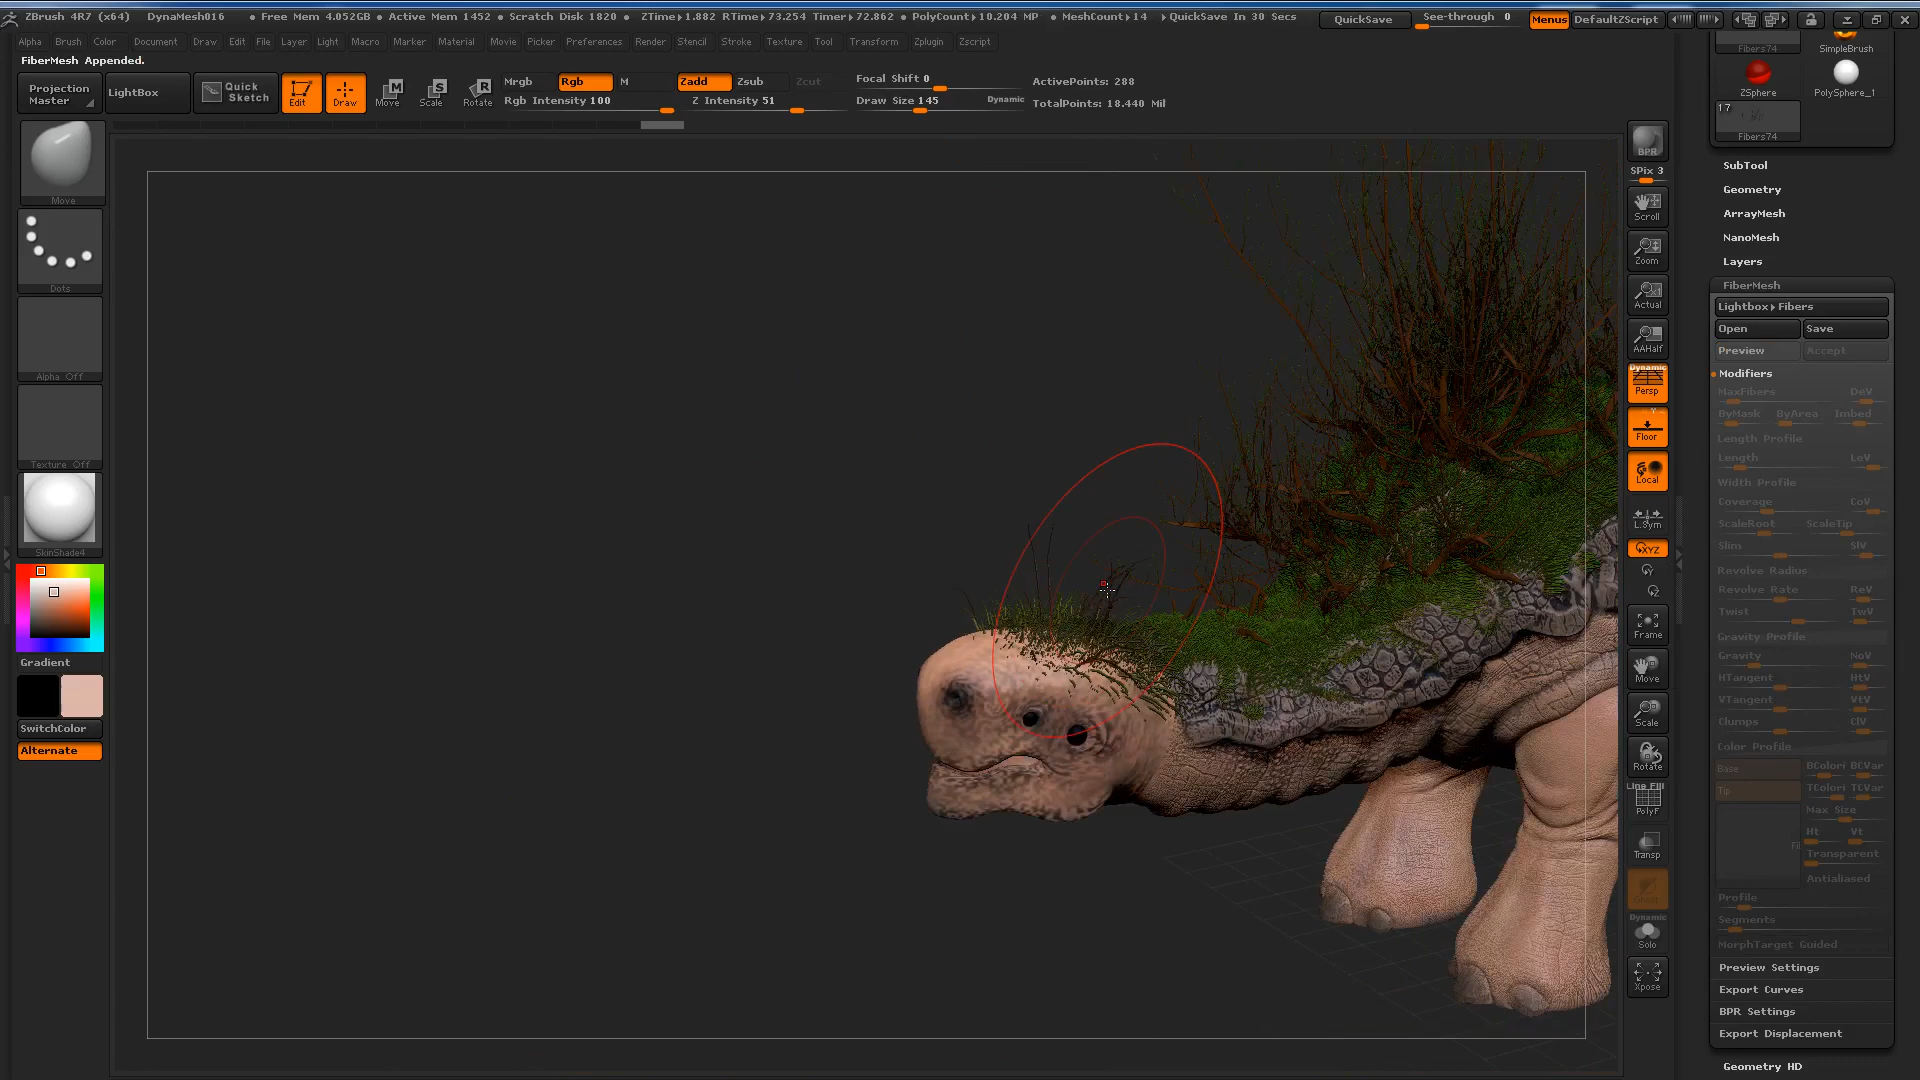 ZBrush 4R7 (x64) DynaMesh016 • Free Mem 4.052GB • Active Mem 1452 • Scratch Disk 1820 • ZTime▸1.882 RTime▸73.254 Timer▸72.862 • PolyCount▸10.204 MP • MeshCount▸14 ▸QuickSave In 30 Secs QuickSave See-through 0 Menus DefaultZScript
Alpha Brush Color Document Draw Edit File Layer Light Macro Marker Material Movie Picker Preferences Render Stencil Stroke Texture Tool Transform Zplugin Zscript
FiberMesh Appended.
Projection Master LightBox Quick Sketch Edit Draw Move Scale Rotate
Mrgb Rgb M Zadd Zsub Zcut Focal Shift 0 ActivePoints: 288
Rgb Intensity 100 Z Intensity 51 Draw Size 145 Dynamic TotalPoints: 18.440 Mil
Move
Dots
Alpha Off
Texture Off
SkinShade4
Gradient
SwitchColor
Alternate
BPR
SPix 3
Scroll
Zoom
Actual
AAHalf
Dynamic
Persp
Floor
Local
L.Sym
XYZ
Frame
Move
Scale
Rotate
Line Fill
PolyF
Transp
Ghost
Dynamic
Solo
Xpose
Fibers74 SimpleBrush
ZSphere PolySphere_1
17
Fibers74
SubTool
Geometry
ArrayMesh
NanoMesh
Layers
FiberMesh
Lightbox▸Fibers
Open Save
Preview Accept
Modifiers
MaxFibers DeV
ByMask ByArea Imbed
Length Profile
Length LeV
Width Profile
Coverage CoV
ScaleRoot ScaleTip
Slim SlV
Revolve Radius
Revolve Rate ReV
Twist TwV
Gravity Profile
Gravity NoV
HTangent HtV
VTangent VtV
Clumps ClV
Color Profile
Base BColori BCVar
Tip TColori TCVar
Max Size
Ht Vt
Transparent
Antialiased
Profile
Segments
MorphTarget Guided
Preview Settings
Export Curves
BPR Settings
Export Displacement
Geometry HD